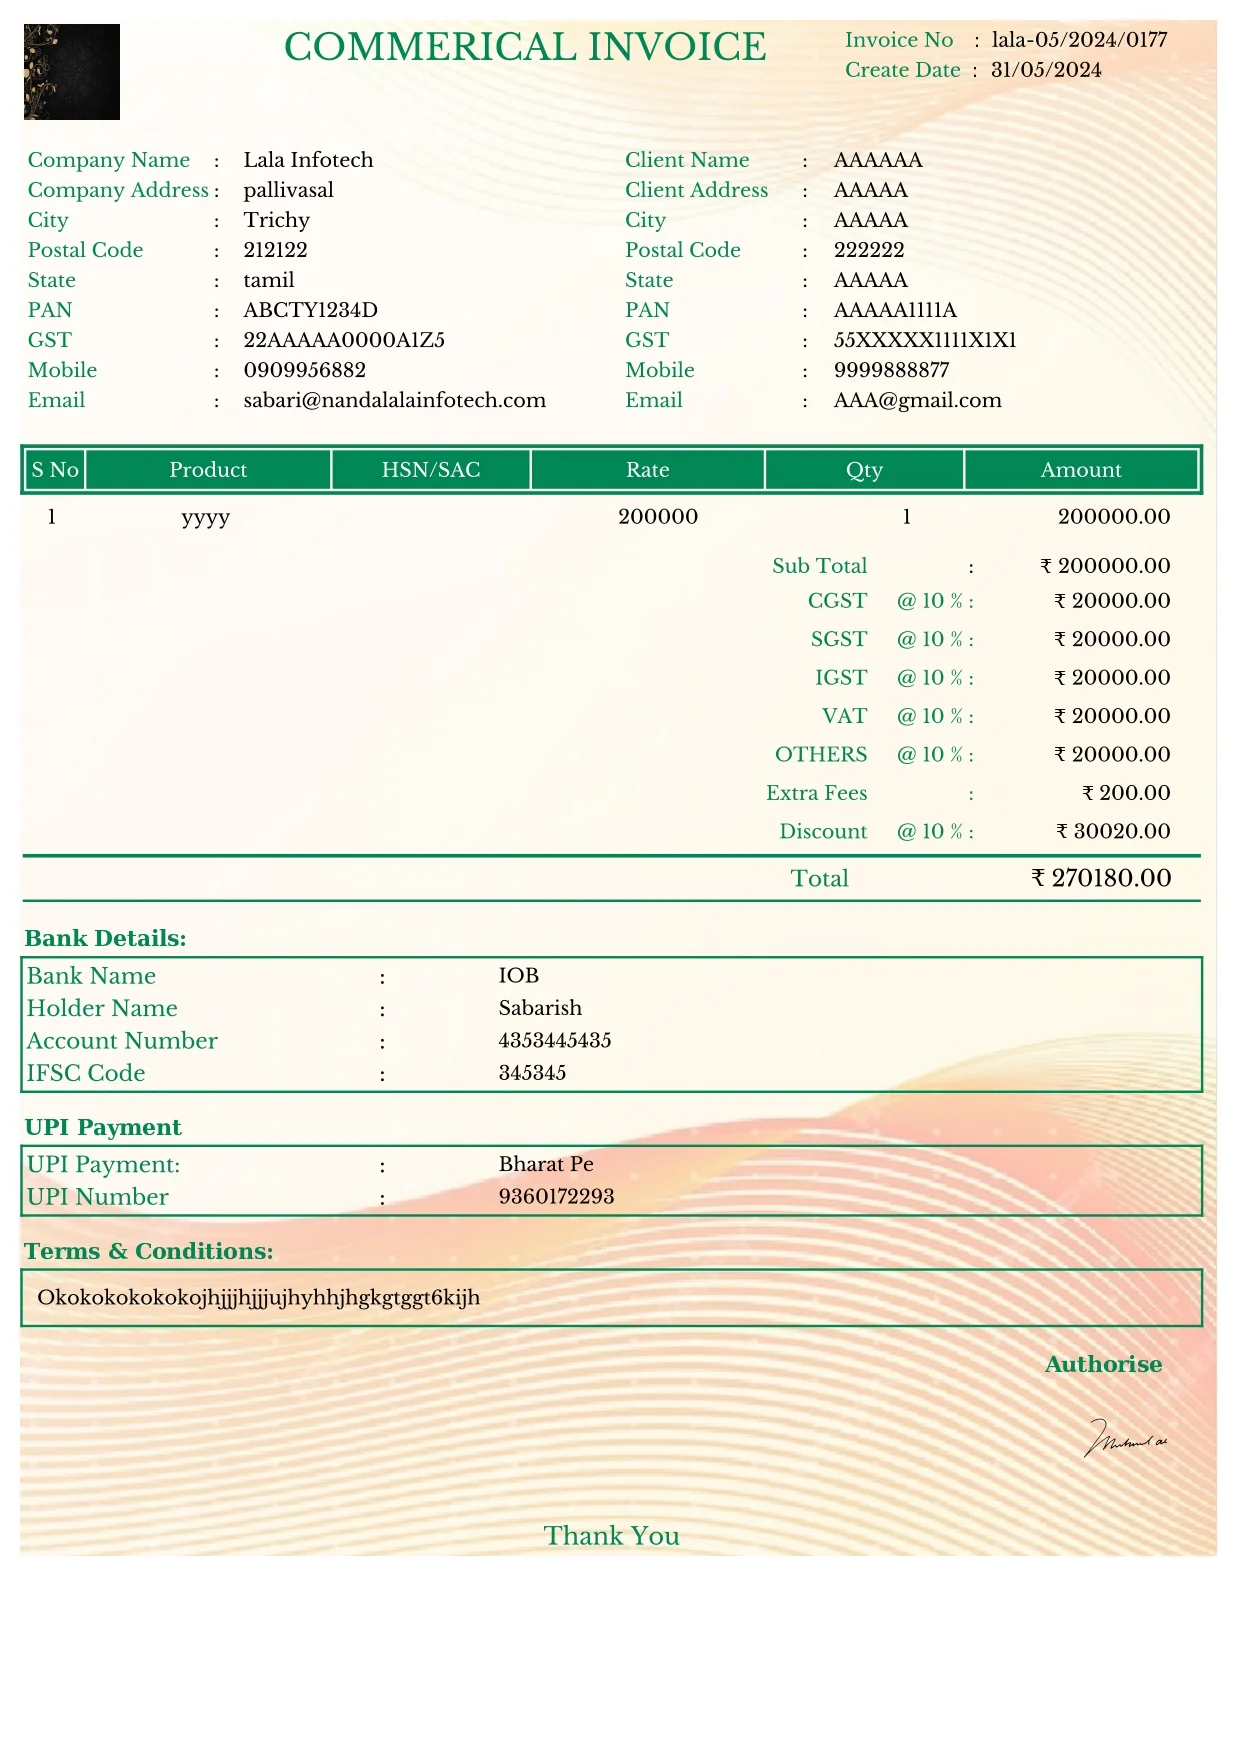 COMMERICAL INVOICE
Invoice No : lala-05/2024/0177
Create Date : 31/05/2024
Company Name : Lala Infotech
Company Address : pallivasal
City : Trichy
Postal Code : 212122
State : tamil
PAN : ABCTY1234D
GST : 22AAAAA0000A1Z5
Mobile : 0909956882
Email : sabari@nandalalainfotech.com
Client Name : AAAAAA
Client Address : AAAAA
City : AAAAA
Postal Code : 222222
State : AAAAA
PAN : AAAAA1111A
GST : 55XXXXX1111X1X1
Mobile : 9999888877
Email : AAA@gmail.com
S No Product HSN/SAC Rate Qty Amount
1 yyyy 200000 1 200000.00
Sub Total : ₹ 200000.00
CGST @ 10 % : ₹ 20000.00
SGST @ 10 % : ₹ 20000.00
IGST @ 10 % : ₹ 20000.00
VAT @ 10 % : ₹ 20000.00
OTHERS @ 10 % : ₹ 20000.00
Extra Fees : ₹ 200.00
Discount @ 10 % : ₹ 30020.00
Total ₹ 270180.00
Bank Details:
Bank Name : IOB
Holder Name : Sabarish
Account Number : 4353445435
IFSC Code : 345345
UPI Payment
UPI Payment: : Bharat Pe
UPI Number : 9360172293
Terms & Conditions:
Okokokokokokojhjjjhjjjujhyhhjhgkgtggt6kijh
Authorise
Thank You